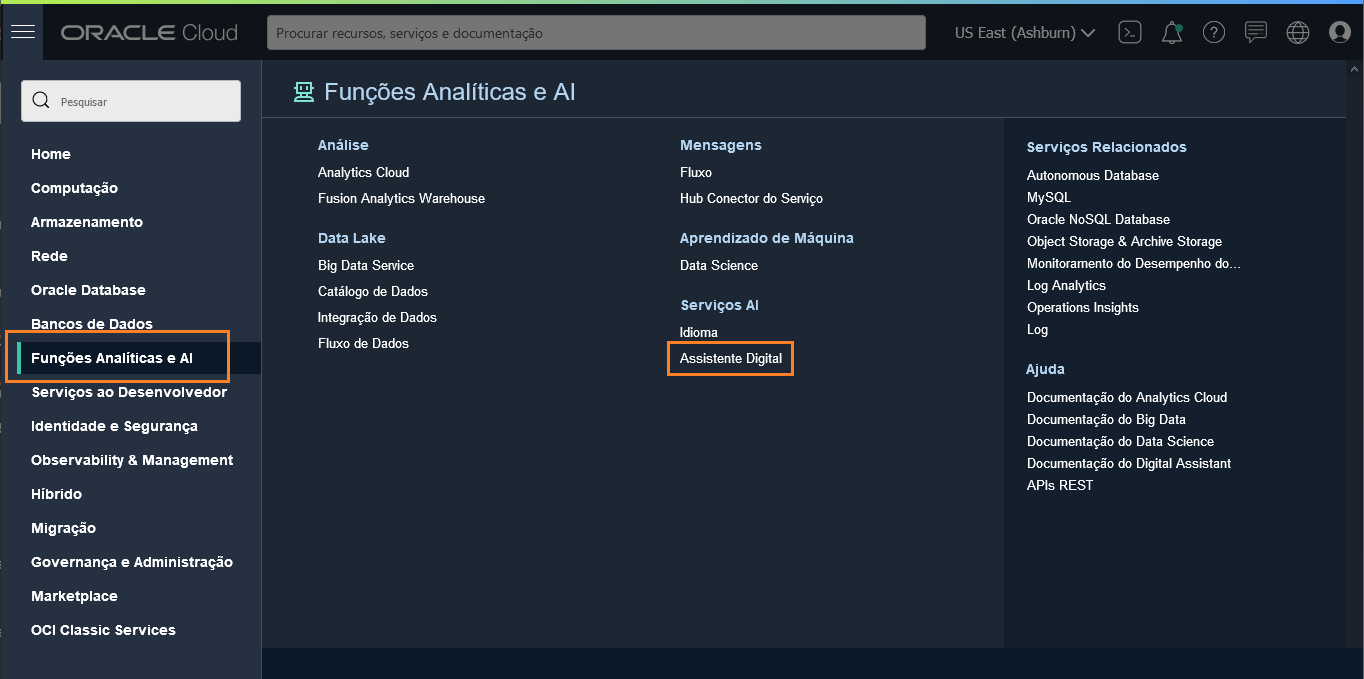 ORACLE Cloud
Procurar recursos, serviços e documentação
US East (Ashburn)
Pesquisar
Home
Computação
Armazenamento
Rede
Oracle Database
Bancos de Dados
Funções Analíticas e AI
Serviços ao Desenvolvedor
Identidade e Segurança
Observability & Management
Híbrido
Migração
Governança e Administração
Marketplace
OCI Classic Services
Funções Analíticas e AI
Análise
Analytics Cloud
Fusion Analytics Warehouse
Data Lake
Big Data Service
Catálogo de Dados
Integração de Dados
Fluxo de Dados
Mensagens
Fluxo
Hub Conector do Serviço
Aprendizado de Máquina
Data Science
Serviços AI
Idioma
Assistente Digital
Serviços Relacionados
Autonomous Database
MySQL
Oracle NoSQL Database
Object Storage & Archive Storage
Monitoramento do Desempenho do...
Log Analytics
Operations Insights
Log
Ajuda
Documentação do Analytics Cloud
Documentação do Big Data
Documentação do Data Science
Documentação do Digital Assistant
APIs REST